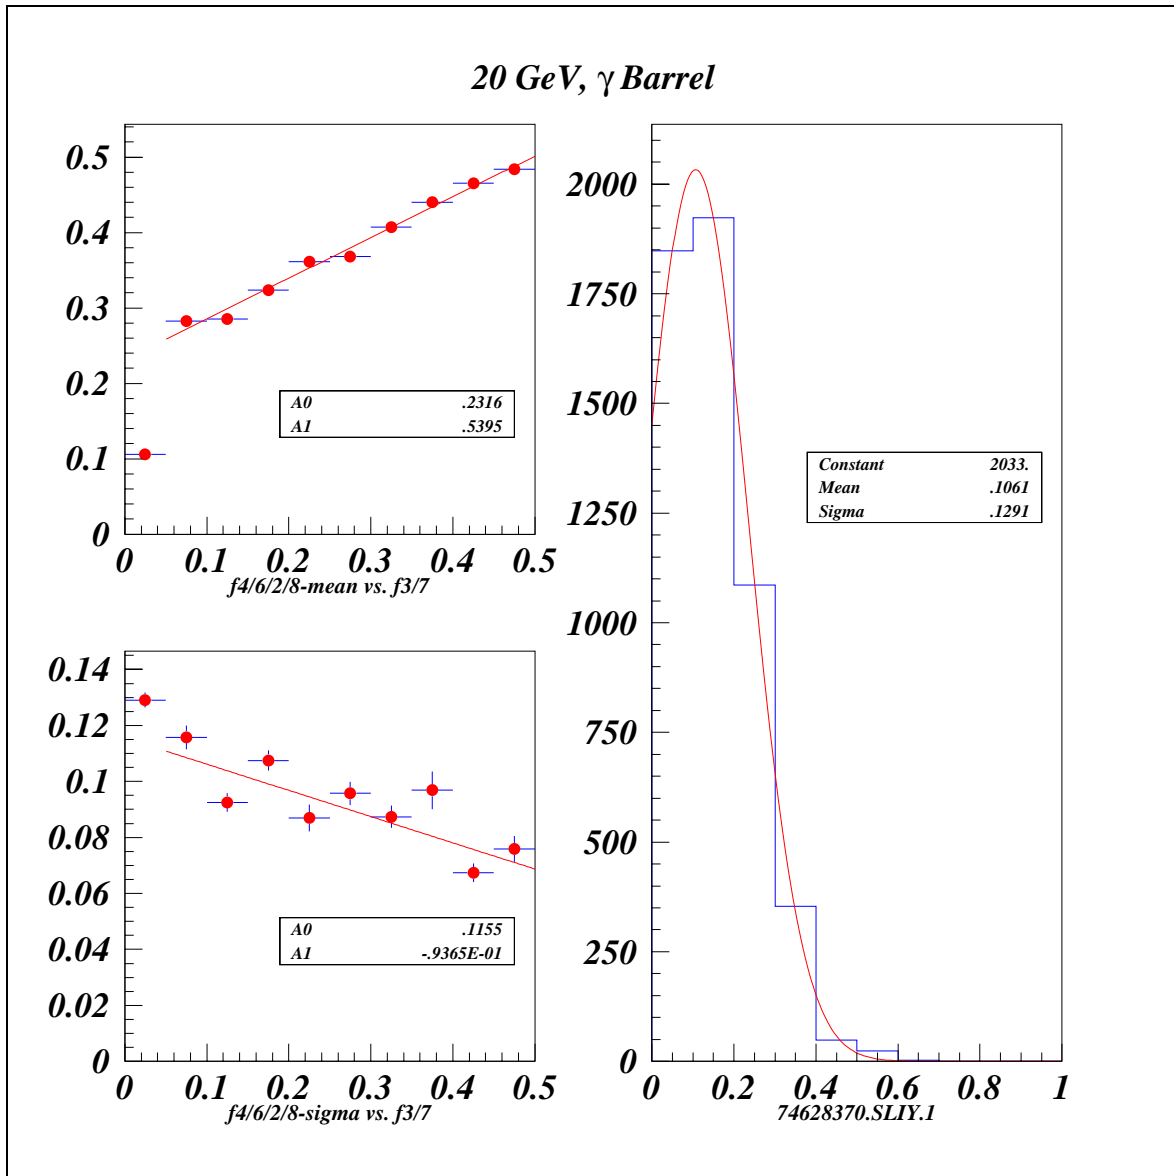 20 GeV, γ Barrel
0.5
0.4
0.3
0.2
0.1
0
A0 .2316
A1 .5395
0 0.1 0.2 0.3 0.4 0.5
f4/6/2/8-mean vs. f3/7
0.14
0.12
0.1
0.08
0.06
0.04
0.02
0
A0 .1155
A1 -.9365E-01
0 0.1 0.2 0.3 0.4 0.5
f4/6/2/8-sigma vs. f3/7
2000
1750
1500
1250
1000
750
500
250
0
Constant 2033.
Mean .1061
Sigma .1291
0 0.2 0.4 0.6 0.8 1
74628370.SLIY.1